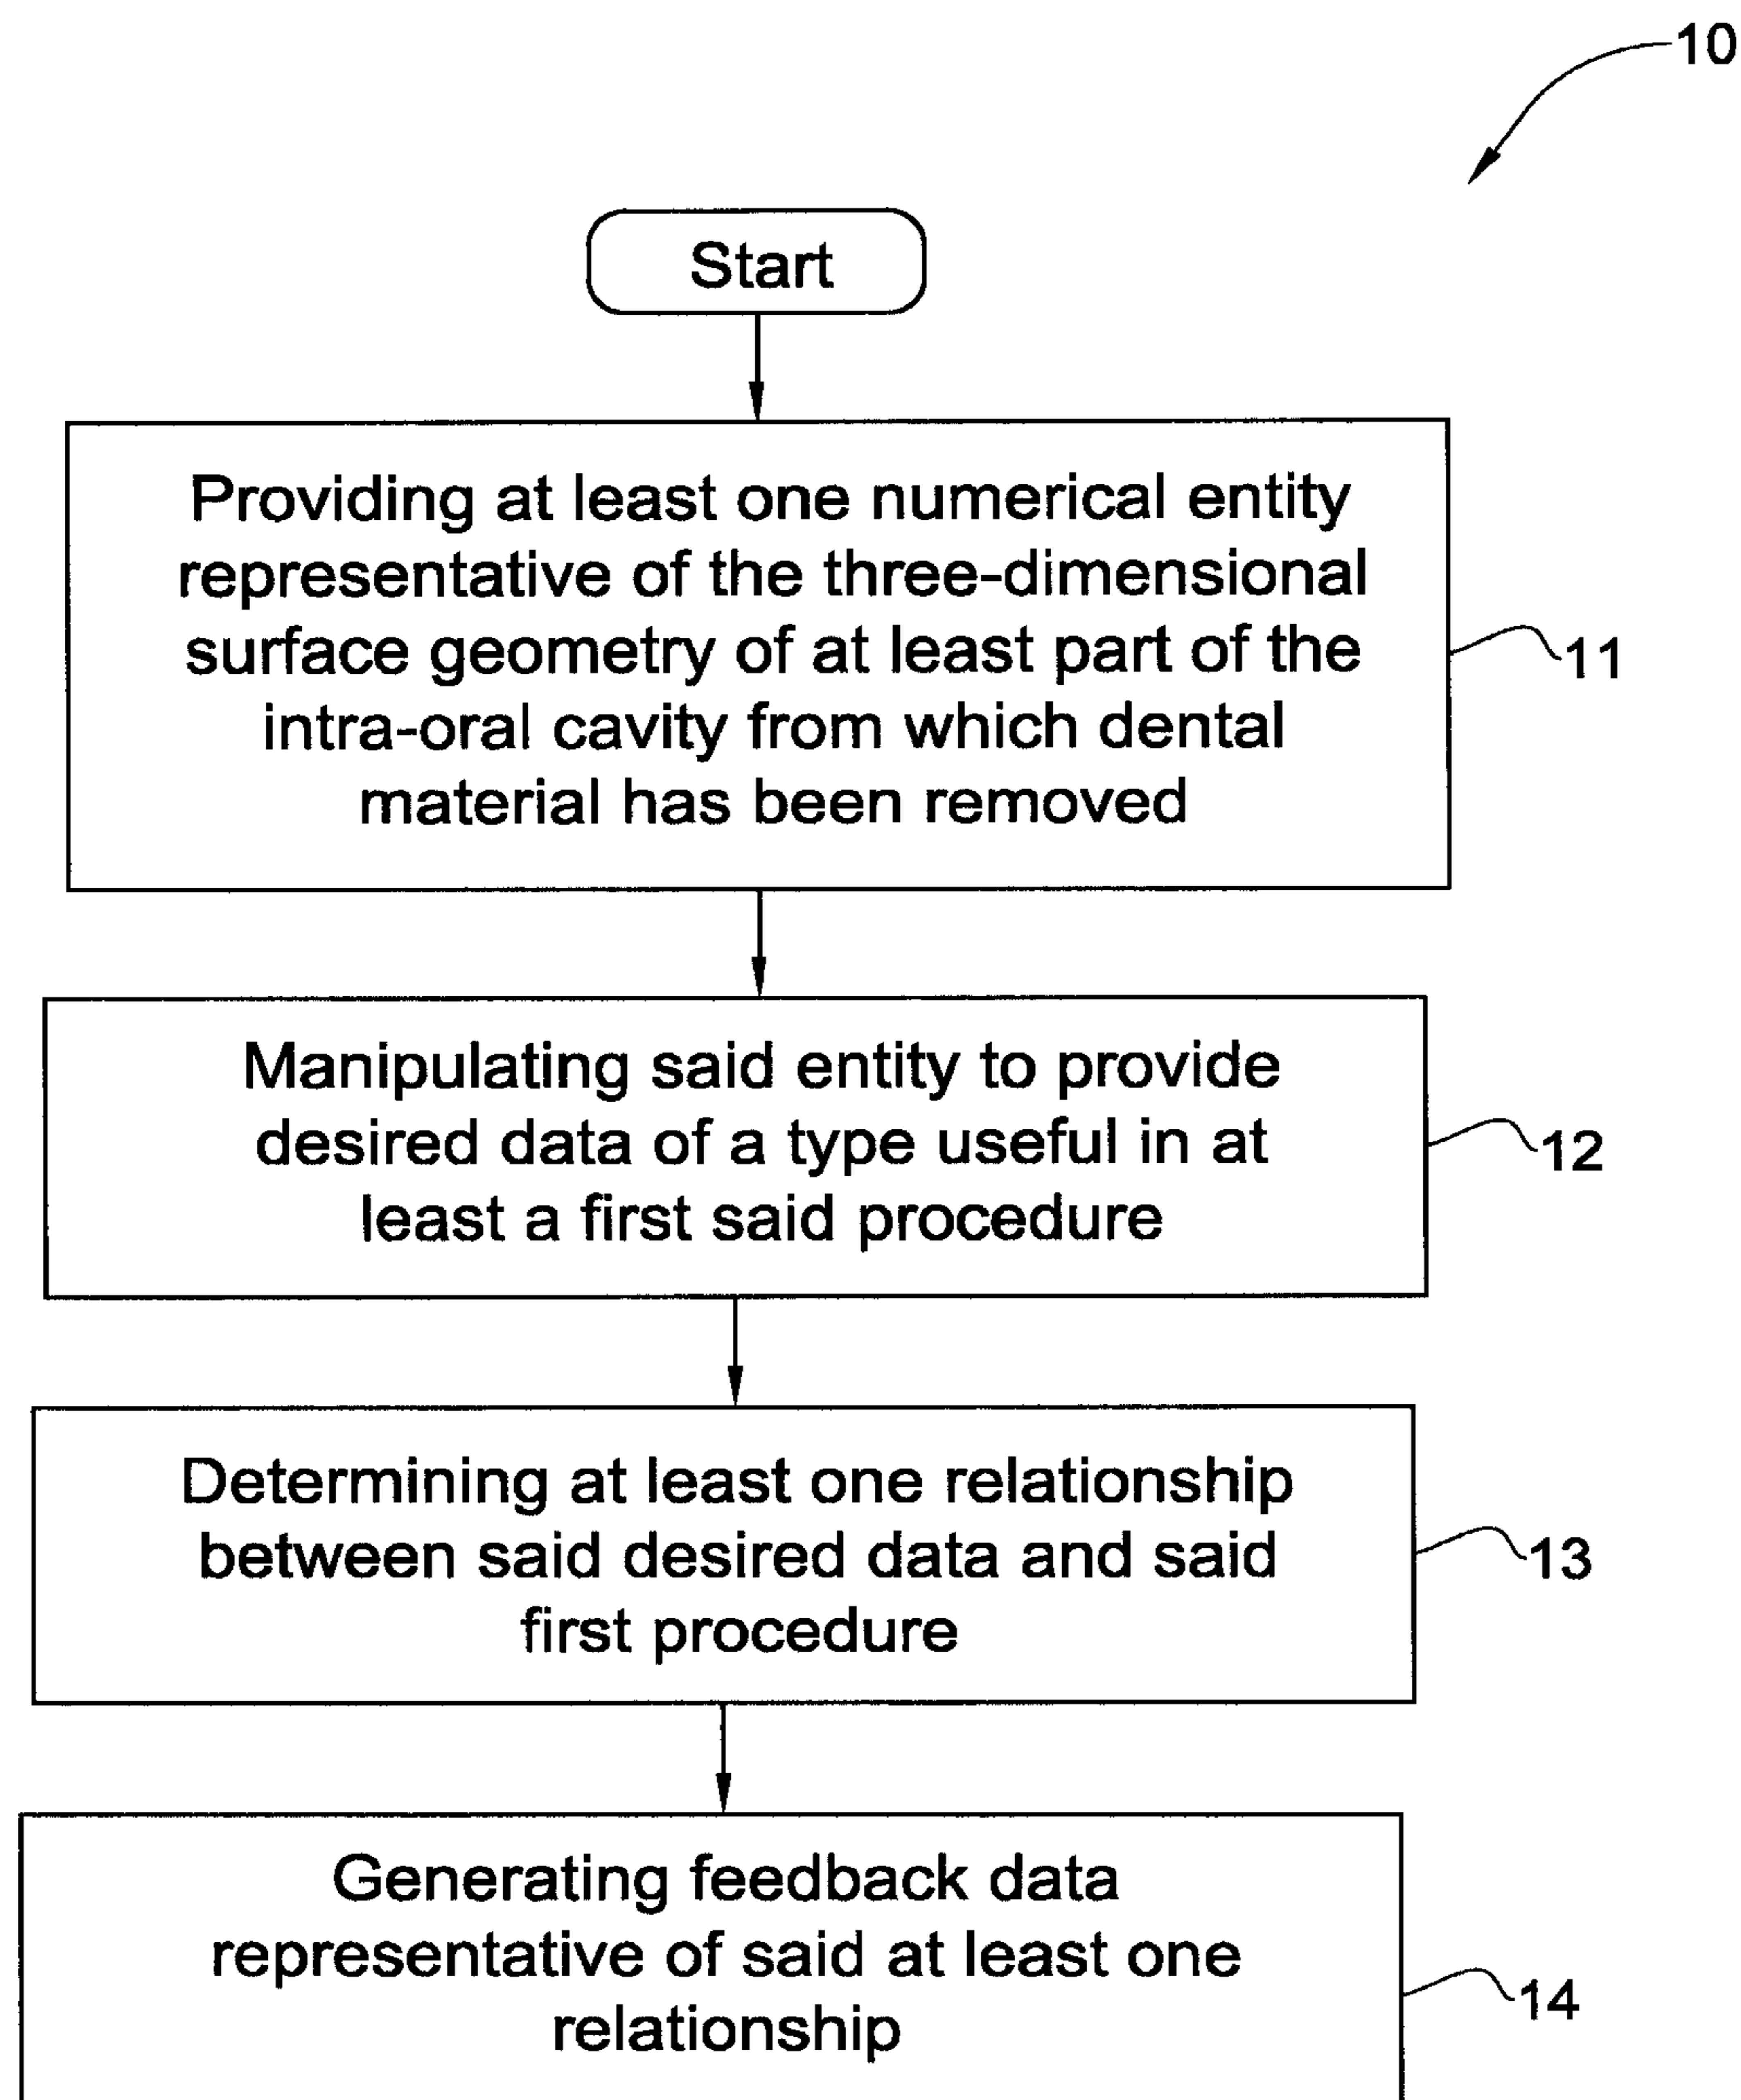 10
Start
Providing at least one numerical entity
representative of the three-dimensional
surface geometry of at least part of the
intra-oral cavity from which dental
material has been removed
11
Manipulating said entity to provide
desired data of a type useful in at
least a first said procedure
12
Determining at least one relationship
between said desired data and said
first procedure
13
Generating feedback data
representative of said at least one
relationship
14